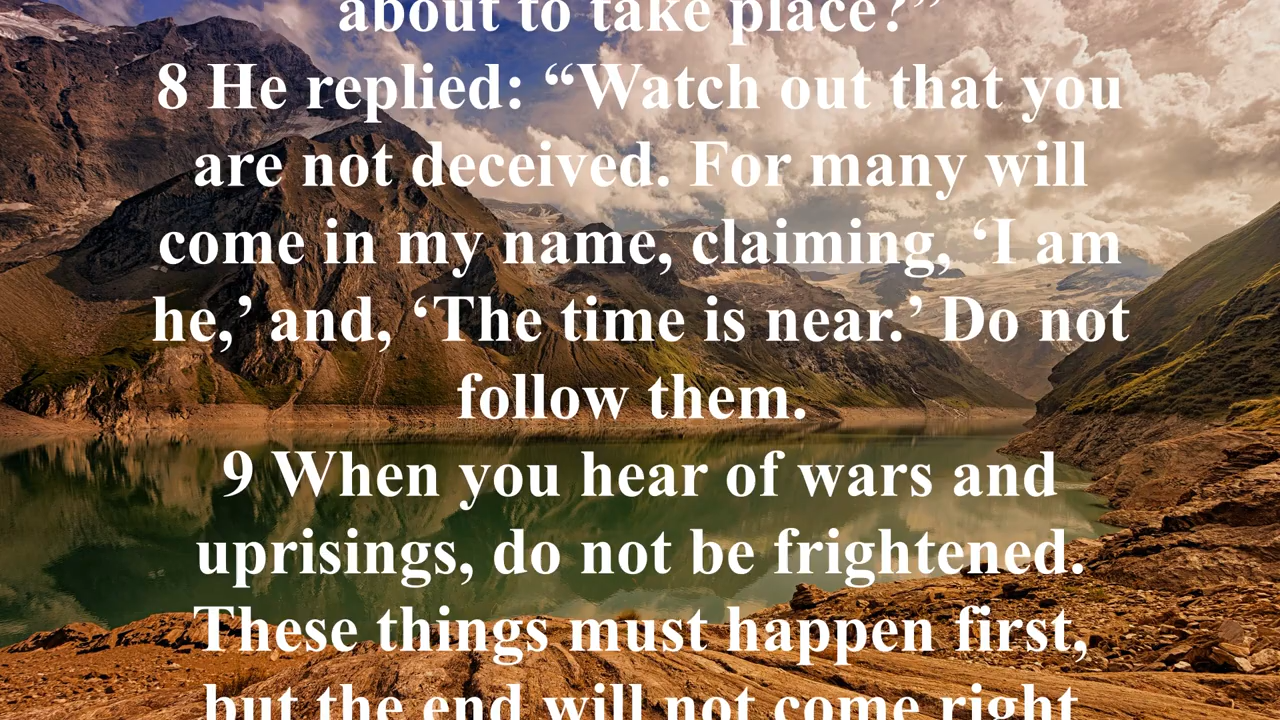 about to take place?”
8 He replied: “Watch out that you
are not deceived. For many will
come in my name, claiming, ‘I am
he,’ and, ‘The time is near.’ Do not
follow them.
9 When you hear of wars and
uprisings, do not be frightened.
These things must happen first,
but the end will not come right